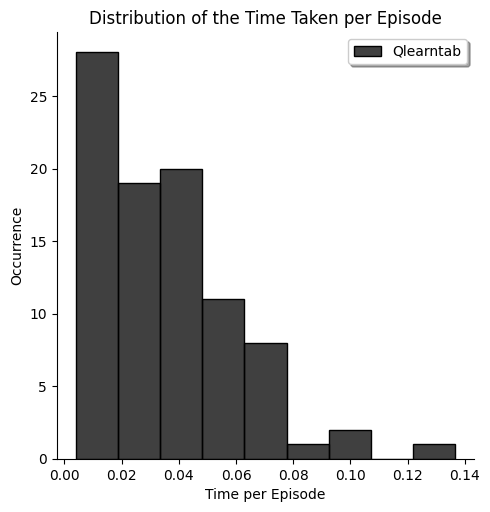 Distribution of the Time Taken per Episode
Qlearntab
Occurrence
25
20
15
10
5
0
0.00 0.02 0.04 0.06 0.08 0.10 0.12 0.14
Time per Episode